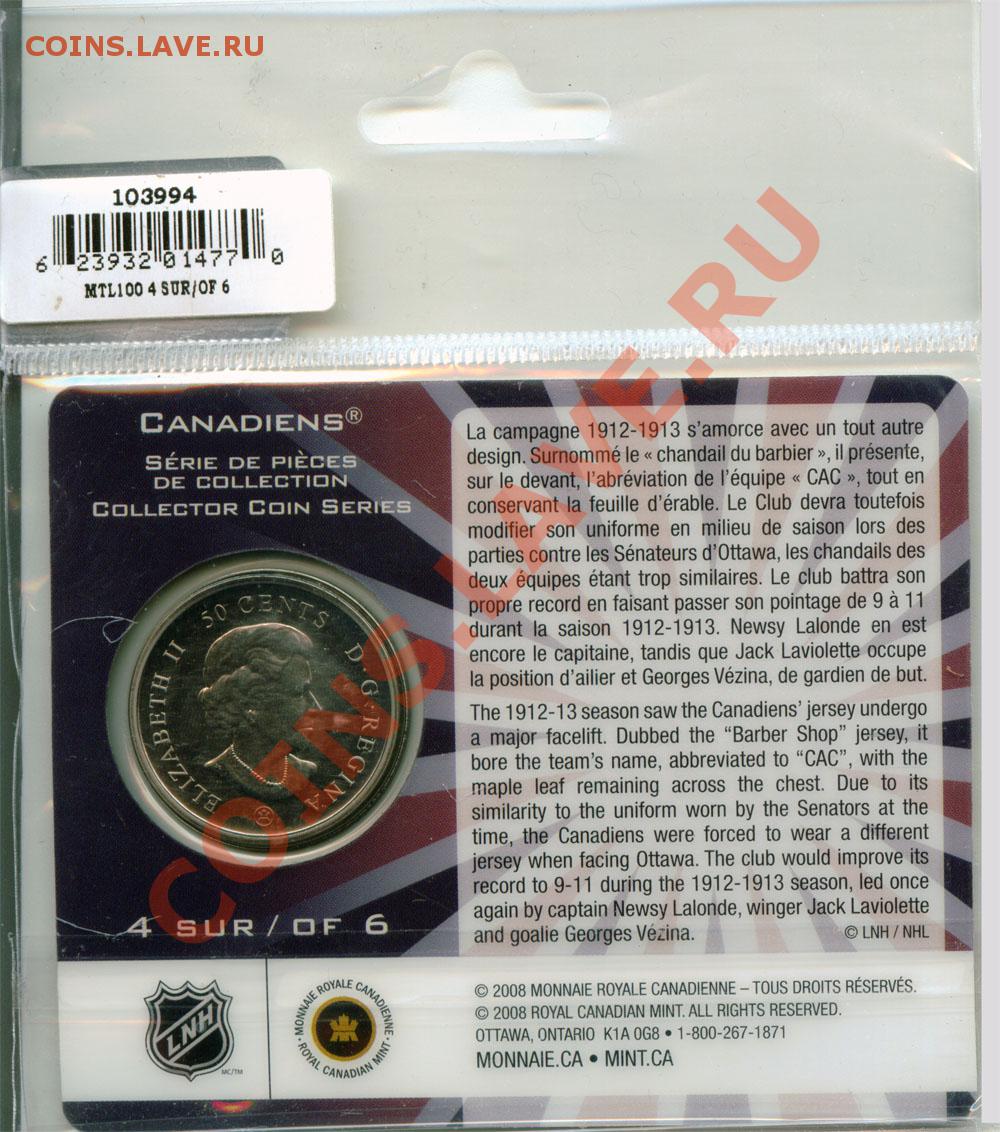 COINS.LAVE.RU
103994
6 23932 01477 0
MTL100 4 SUR/OF 6
CANADIENS®
SÉRIE DE PIÈCES
DE COLLECTION
COLLECTOR COIN SERIES
ELIZABETH II 50 CENTS D·G·REGINA
4 SUR / OF 6
La campagne 1912-1913 s’amorce avec un tout autre
design. Surnommé le « chandail du barbier », il présente,
sur le devant, l’abréviation de l’équipe « CAC », tout en
conservant la feuille d’érable. Le Club devra toutefois
modifier son uniforme en milieu de saison lors des
parties contre les Sénateurs d’Ottawa, les chandails des
deux équipes étant trop similaires. Le club battra son
propre record en faisant passer son pointage de 9 à 11
durant la saison 1912-1913. Newsy Lalonde en est
encore le capitaine, tandis que Jack Laviolette occupe
la position d’ailier et Georges Vézina, de gardien de but.
The 1912-13 season saw the Canadiens’ jersey undergo
a major facelift. Dubbed the “Barber Shop” jersey, it
bore the team’s name, abbreviated to “CAC”, with the
maple leaf remaining across the chest. Due to its
similarity to the uniform worn by the Senators at the
time, the Canadiens were forced to wear a different
jersey when facing Ottawa. The club would improve its
record to 9-11 during the 1912-1913 season, led once
again by captain Newsy Lalonde, winger Jack Laviolette
and goalie Georges Vézina.
© LNH / NHL
COINS.LAVE.RU
LNH
MC/TM
MONNAIE ROYALE CANADIENNE
• ROYAL CANADIAN MINT •
© 2008 MONNAIE ROYALE CANADIENNE – TOUS DROITS RÉSERVÉS.
© 2008 ROYAL CANADIAN MINT. ALL RIGHTS RESERVED.
OTTAWA, ONTARIO K1A 0G8 • 1-800-267-1871
MONNAIE.CA • MINT.CA